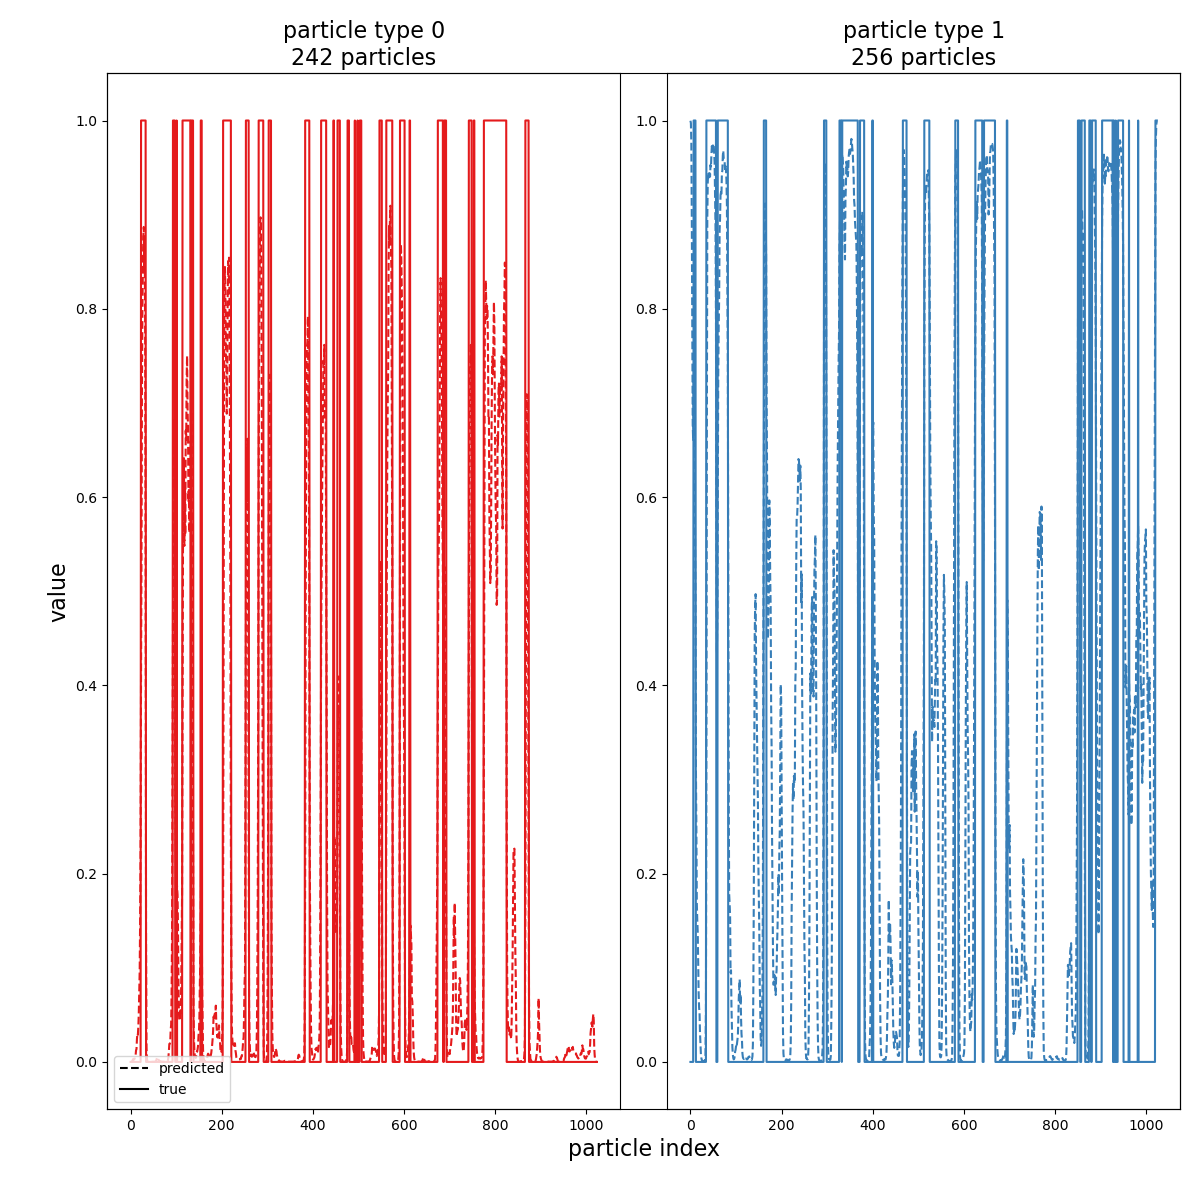 particle type 0
242 particles
particle type 1
256 particles
1.0
0.8
0.6
0.4
0.2
0.0
1.0
0.8
0.6
0.4
0.2
0.0
value
predicted
true
0 200 400 600 800 1000
0 200 400 600 800 1000
particle index